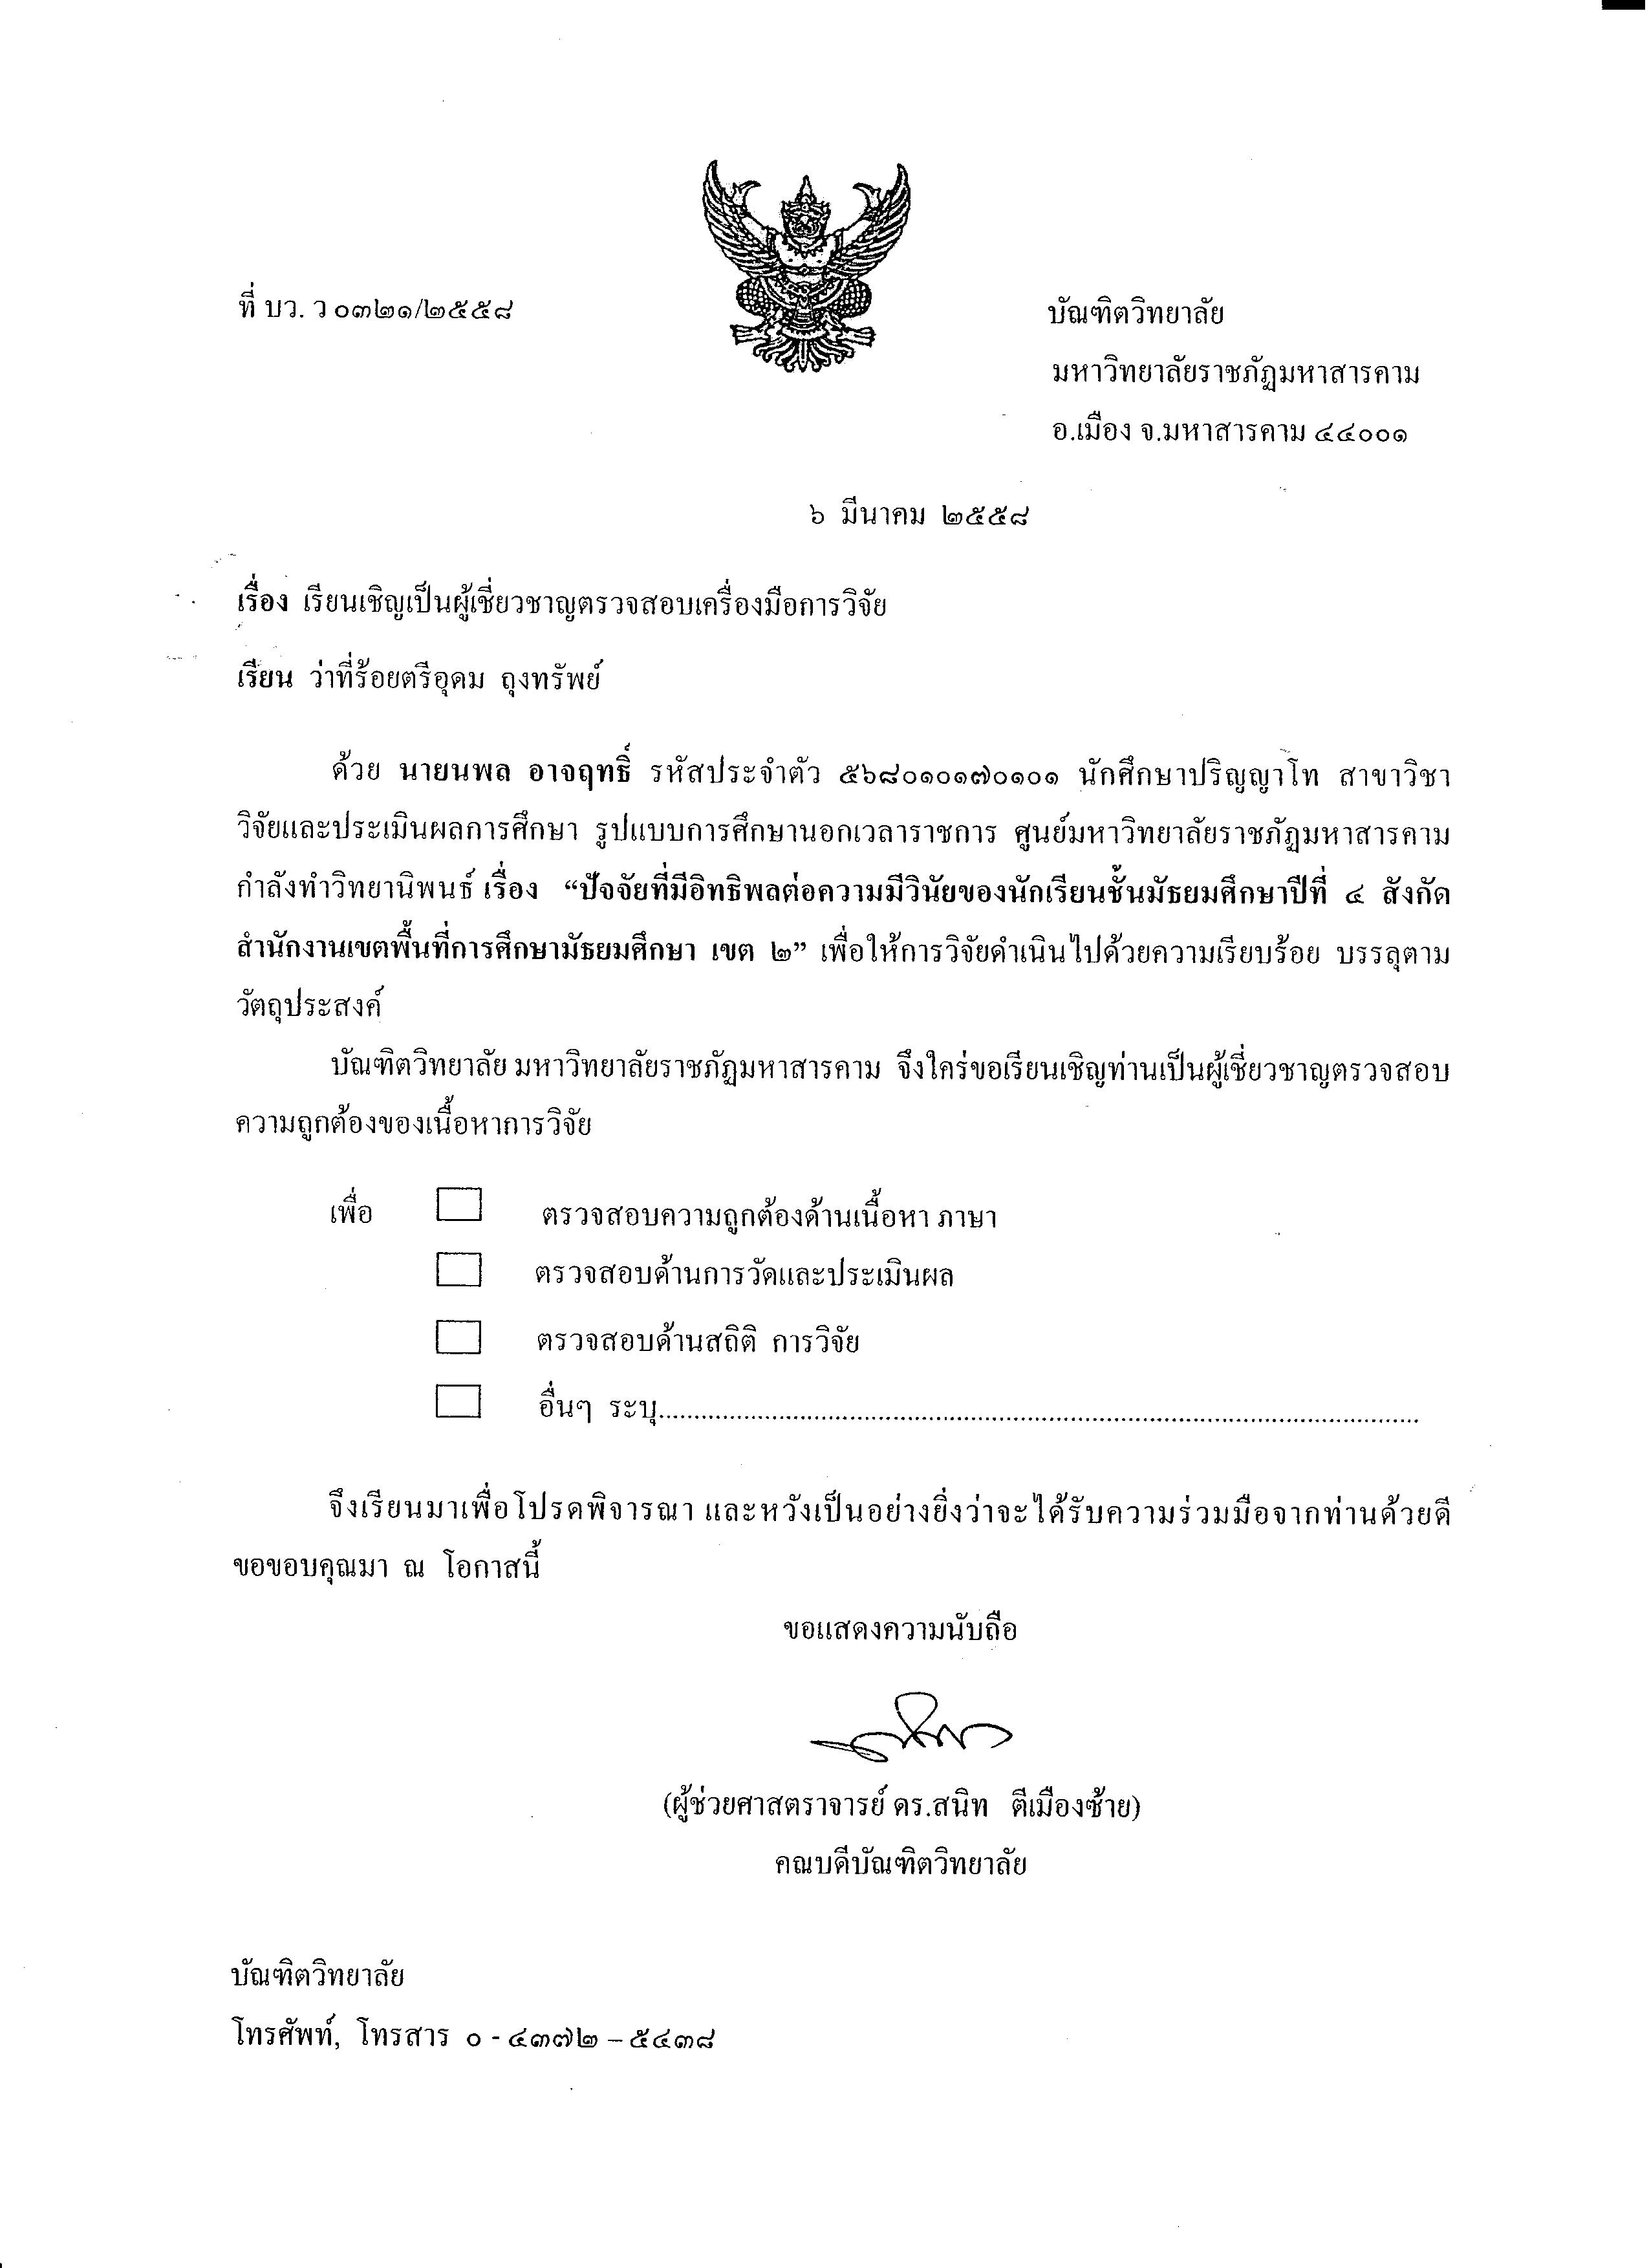 ที่ บว. ว ๐๓๒๑/๒๕๕๘
บัณฑิตวิทยาลัย
มหาวิทยาลัยราชภัฏมหาสารคาม
อ.เมือง จ.มหาสารคาม ๔๔๐๐๑
๖ มีนาคม ๒๕๕๘
เรื่อง เรียนเชิญเป็นผู้เชี่ยวชาญตรวจสอบเครื่องมือการวิจัย
เรียน ว่าที่ร้อยตรีอุดม ถุงทรัพย์
ด้วย นายนพล อาจฤทธิ์ รหัสประจำตัว ๕๖๘๐๑๐๑๗๐๑๐๑ นักศึกษาปริญญาโท สาขาวิชา
วิจัยและประเมินผลการศึกษา รูปแบบการศึกษานอกเวลาราชการ ศูนย์มหาวิทยาลัยราชภัฏมหาสารคาม
กำลังทำวิทยานิพนธ์ เรื่อง “ปัจจัยที่มีอิทธิพลต่อความมีวินัยของนักเรียนชั้นมัธยมศึกษาปีที่ ๔ สังกัด
สำนักงานเขตพื้นที่การศึกษามัธยมศึกษา เขต ๒” เพื่อให้การวิจัยดำเนินไปด้วยความเรียบร้อย บรรลุตาม
วัตถุประสงค์
บัณฑิตวิทยาลัย มหาวิทยาลัยราชภัฏมหาสารคาม จึงใคร่ขอเรียนเชิญท่านเป็นผู้เชี่ยวชาญตรวจสอบ
ความถูกต้องของเนื้อหาการวิจัย
เพื่อ ตรวจสอบความถูกต้องด้านเนื้อหา ภาษา
ตรวจสอบด้านการวัดและประเมินผล
ตรวจสอบด้านสถิติ การวิจัย
อื่นๆ ระบุ....................................................................................................
จึงเรียนมาเพื่อโปรดพิจารณา และหวังเป็นอย่างยิ่งว่าจะได้รับความร่วมมือจากท่านด้วยดี
ขอขอบคุณมา ณ โอกาสนี้
ขอแสดงความนับถือ
(ผู้ช่วยศาสตราจารย์ ดร.สนิท ตีเมืองซ้าย)
คณบดีบัณฑิตวิทยาลัย
บัณฑิตวิทยาลัย
โทรศัพท์, โทรสาร ๐ - ๔๓๗๒ – ๕๔๓๘